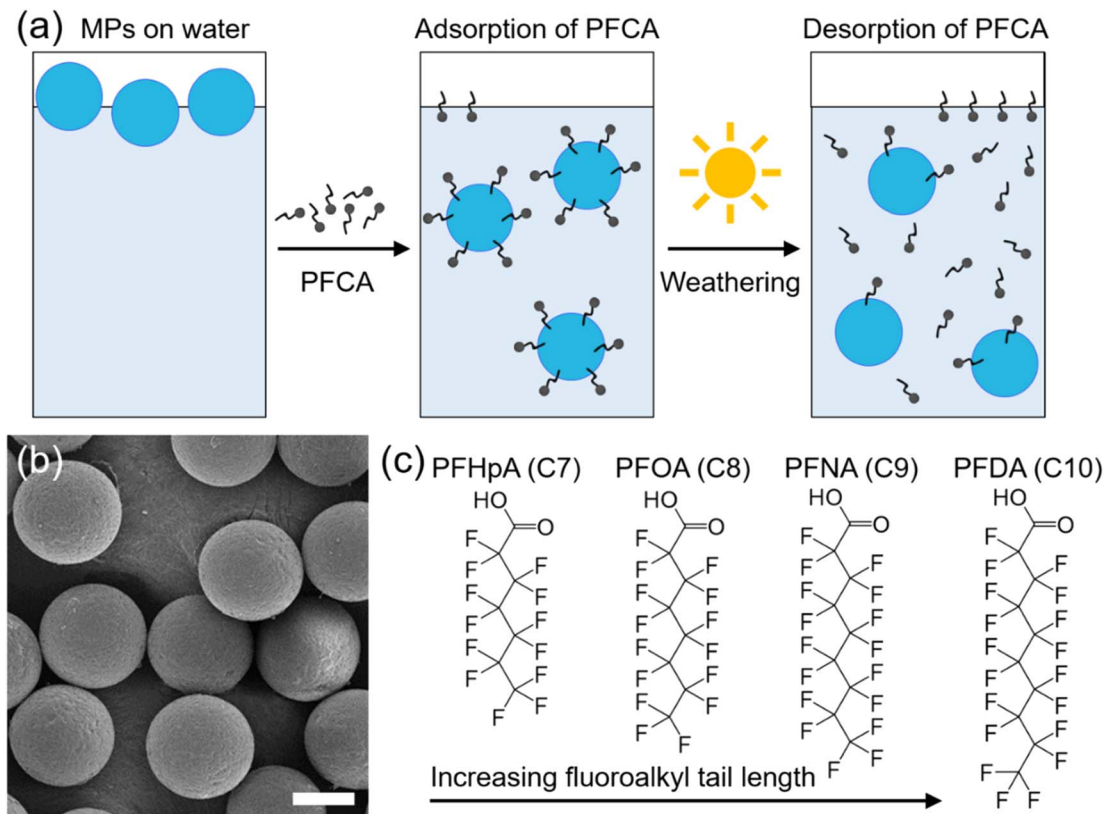 (a)
MPs on water
Adsorption of PFCA
Desorption of PFCA
PFCA
Weathering
(b)
(c)
PFHpA (C7)
HO
O
F F F F F F F F F F F F F
PFOA (C8)
HO
O
F F F F F F F F F F F F F F F
PFNA (C9)
HO
O
F F F F F F F F F F F F F F F F F
PFDA (C10)
HO
O
F F F F F F F F F F F F F F F F F F F
Increasing fluoroalkyl tail length